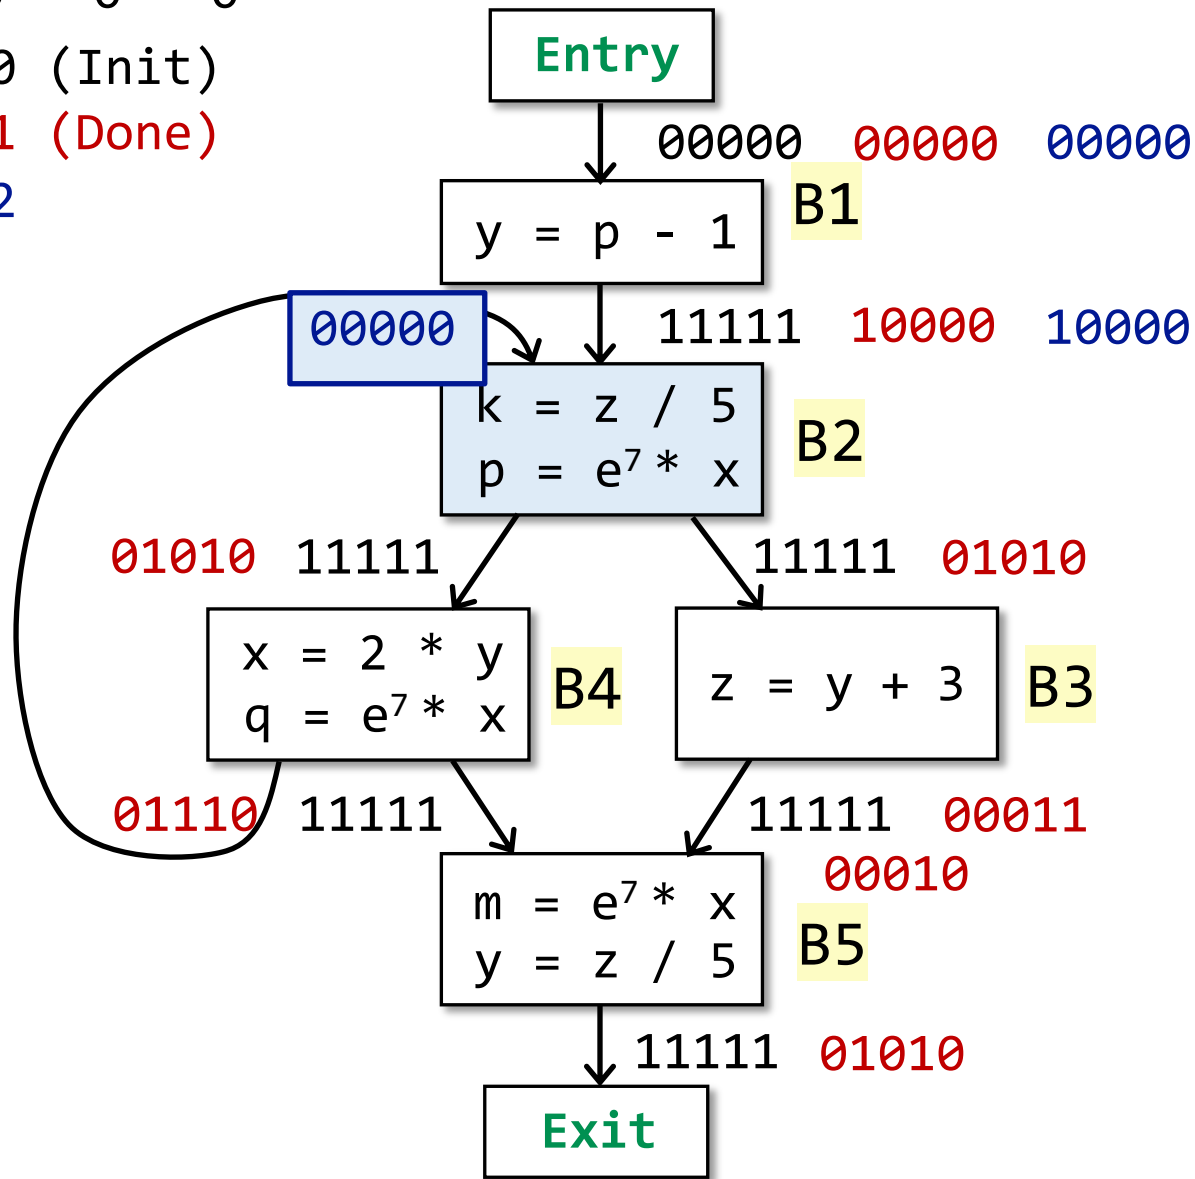 0 (Init)
1 (Done)
2
Entry
00000 00000 00000
B1
y = p - 1
00000
11111 10000 10000
k = z / 5
p = e⁷ * x
B2
01010 11111
11111 01010
x = 2 * y
q = e⁷ * x
B4
z = y + 3
B3
01110 11111
11111 00011
00010
m = e⁷ * x
y = z / 5
B5
11111 01010
Exit